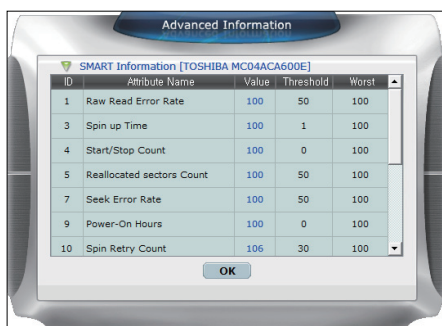 Advanced Information
SMART Information [TOSHIBA MC04ACA600E]
ID Attribute Name Value Threshold Worst
1 Raw Read Error Rate 100 50 100
3 Spin up Time 100 1 100
4 Start/Stop Count 100 0 100
5 Reallocated sectors Count 100 50 100
7 Seek Error Rate 100 50 100
9 Power-On Hours 100 0 100
10 Spin Retry Count 106 30 100
OK